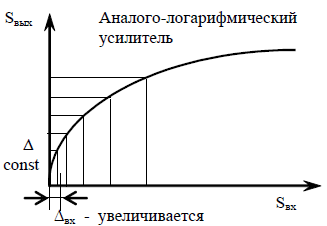 Sвых
Аналого-логарифмический
усилитель
Δ
const
Δвх - увеличивается
Sвх